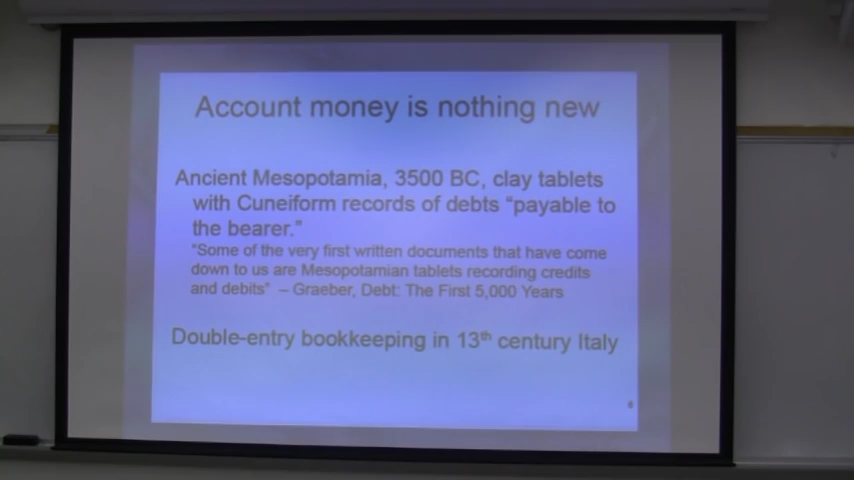 Account money is nothing new
Ancient Mesopotamia, 3500 BC, clay tablets
with Cuneiform records of debts “payable to
the bearer.”
“Some of the very first written documents that have come
down to us are Mesopotamian tablets recording credits
and debits” – Graeber, Debt: The First 5,000 Years
Double-entry bookkeeping in 13th century Italy